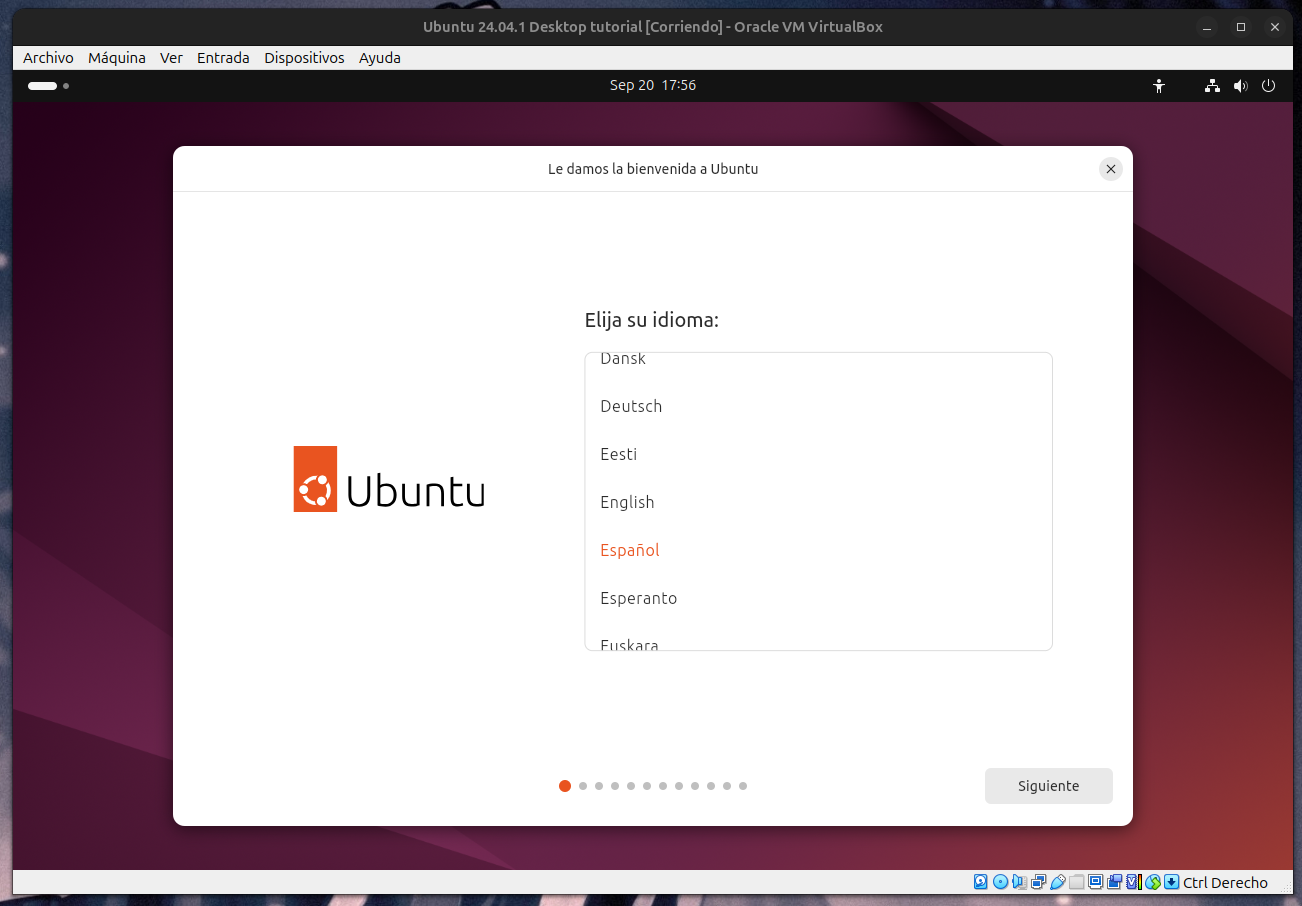 Ubuntu 24.04.1 Desktop tutorial [Corriendo] - Oracle VM VirtualBox
Archivo Máquina Ver Entrada Dispositivos Ayuda
Sep 20 17:56
Le damos la bienvenida a Ubuntu
Elija su idioma:
Dansk
Deutsch
Eesti
English
Español
Esperanto
Euskara
Ubuntu
Siguiente
Ctrl Derecho